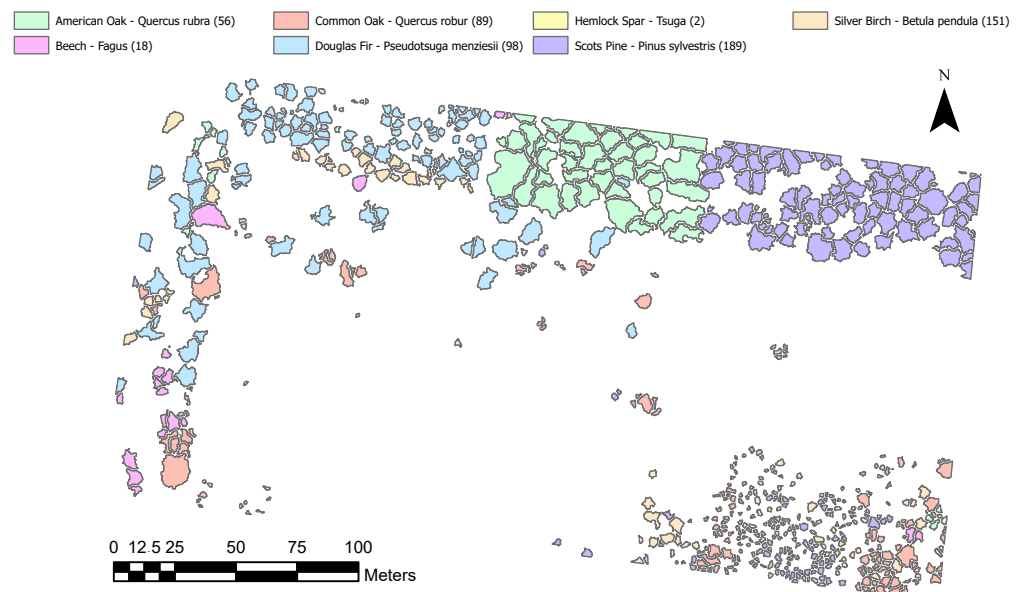 American Oak - Quercus rubra (56) Common Oak - Quercus robur (89) Hemlock Spar - Tsuga (2) Silver Birch - Betula pendula (151)
Beech - Fagus (18) Douglas Fir - Pseudotsuga menziesii (98) Scots Pine - Pinus sylvestris (189)
N
0 12.5 25 50 75 100
Meters